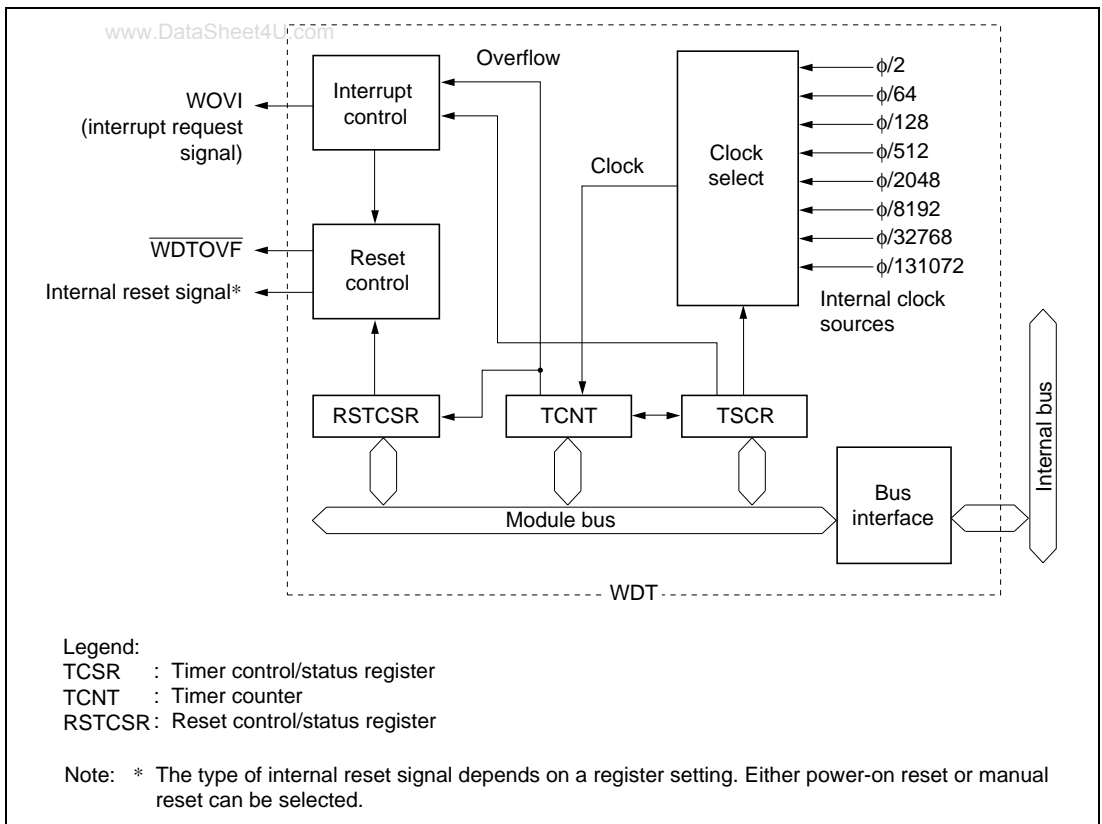 www.DataSheet4U.com
Overflow
Interrupt
control
WOVI
(interrupt request
signal)
Clock
Clock
select
ϕ/2
ϕ/64
ϕ/128
ϕ/512
ϕ/2048
ϕ/8192
ϕ/32768
ϕ/131072
Internal clock
sources
WDTOVF
Internal reset signal*
Reset
control
RSTCSR
TCNT
TSCR
Module bus
Bus
interface
Internal bus
WDT
Legend:
TCSR : Timer control/status register
TCNT : Timer counter
RSTCSR : Reset control/status register
Note: * The type of internal reset signal depends on a register setting. Either power-on reset or manual
reset can be selected.